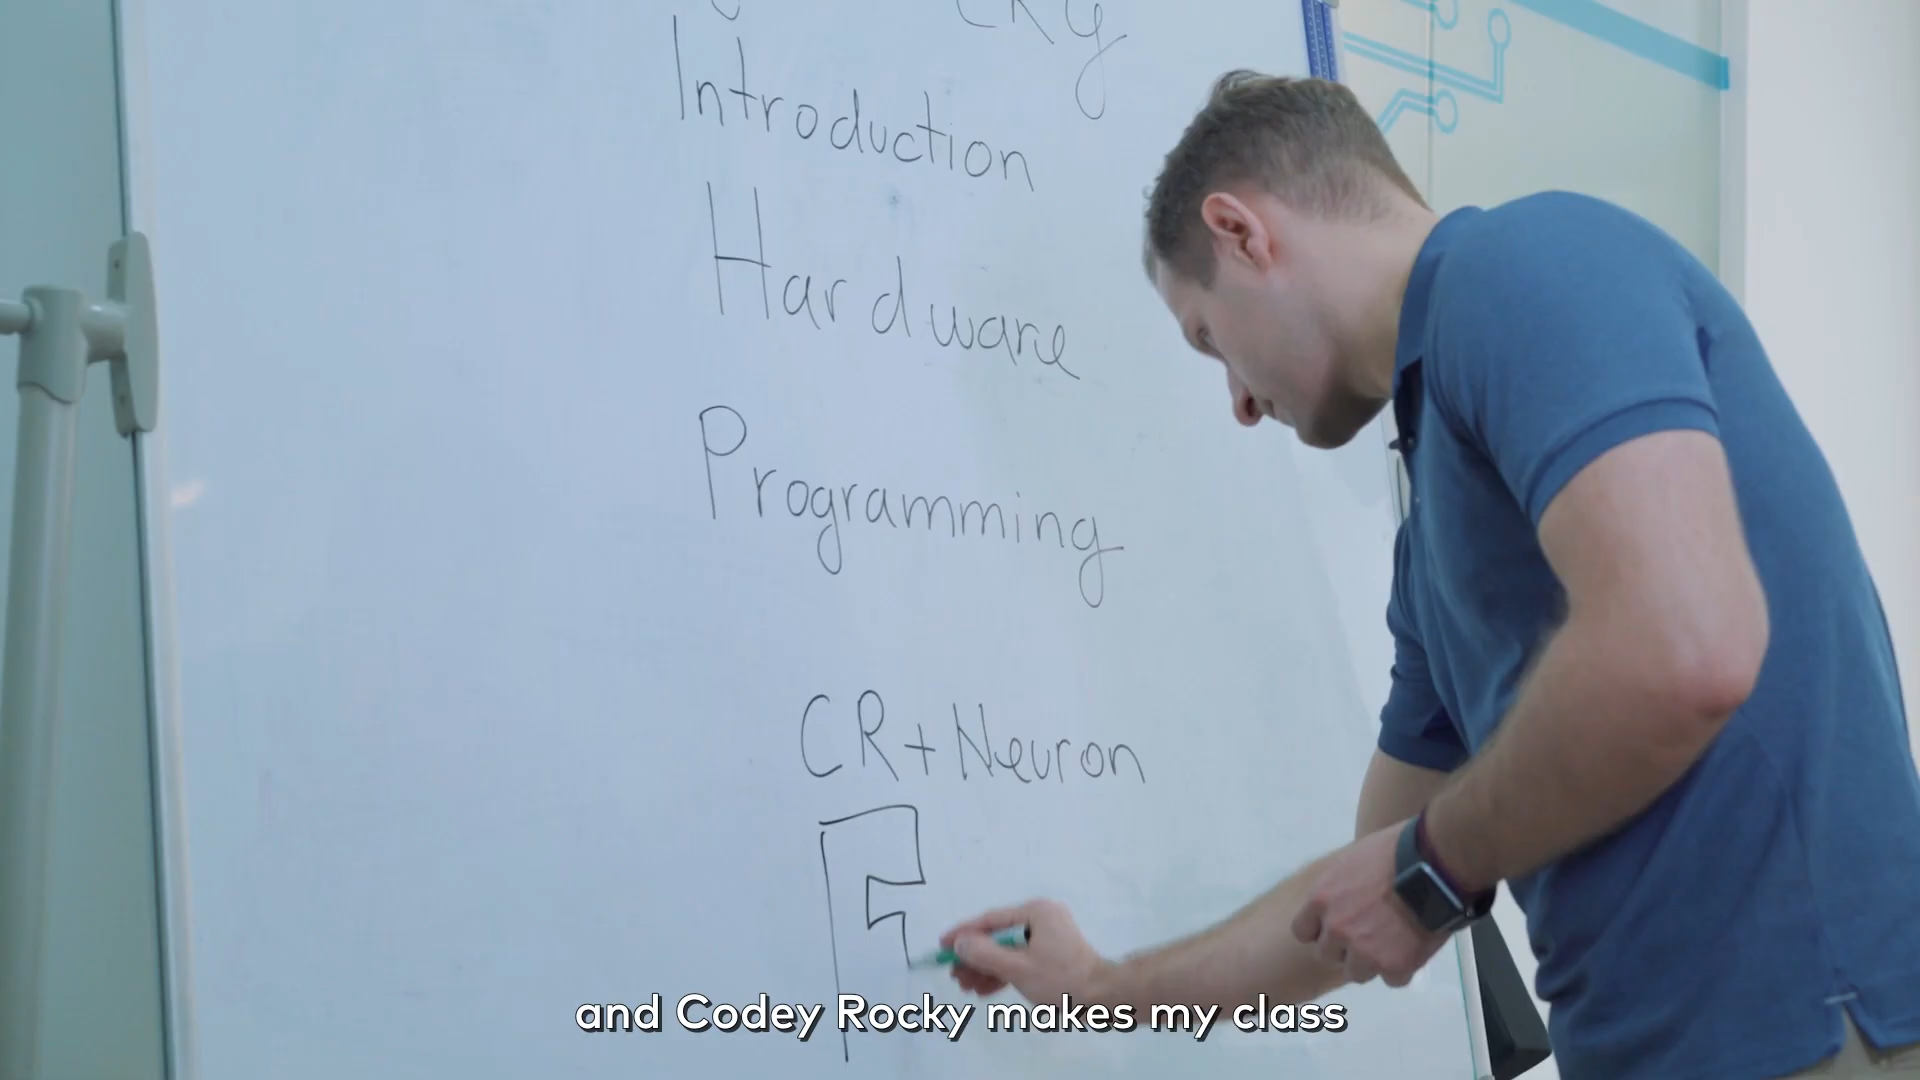 Introduction
Hardware
Programming
CR+Neuron
and Codey Rocky makes my class